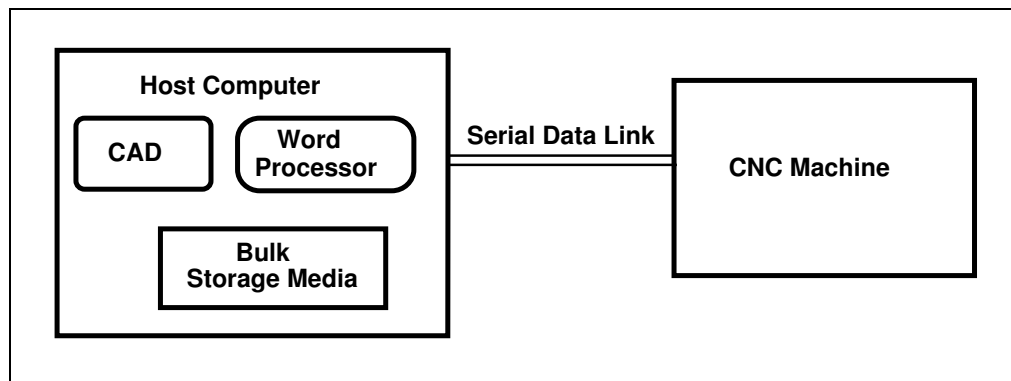 Host Computer
CAD
Word
Processor
Bulk
Storage Media
Serial Data Link
CNC Machine